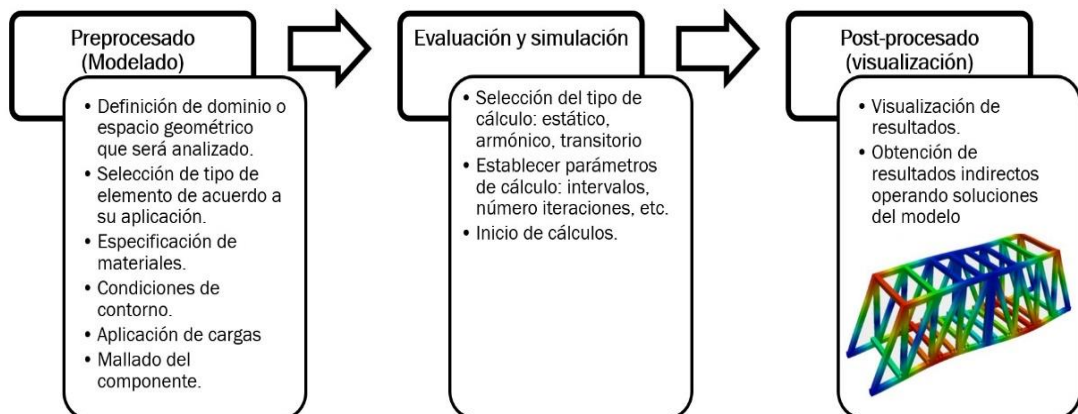 Preprocesado
(Modelado)
• Definición de dominio o
espacio geométrico
que será analizado.
• Selección de tipo de
elemento de acuerdo a
su aplicación.
• Especificación de
materiales.
• Condiciones de
contorno.
• Aplicación de cargas
• Mallado del
componente.
Evaluación y simulación
• Selección del tipo de
cálculo: estático,
armónico, transitorio
• Establecer parámetros
de cálculo: intervalos,
número iteraciones, etc.
• Inicio de cálculos.
Post-procesado
(visualización)
• Visualización de
resultados.
• Obtención de
resultados indirectos
operando soluciones
del modelo